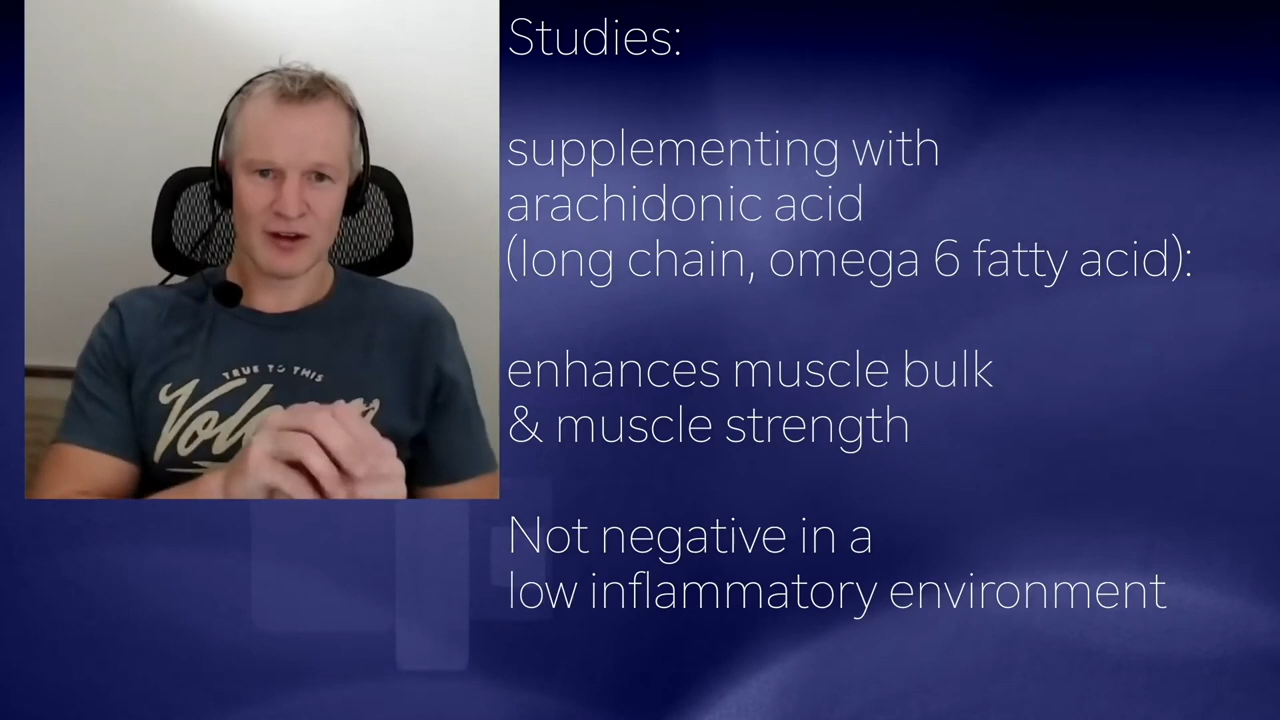 Studies:
supplementing with
arachidonic acid
(long chain, omega 6 fatty acid):
enhances muscle bulk
& muscle strength
Not negative in a
low inflammatory environment
TRUE TO THIS